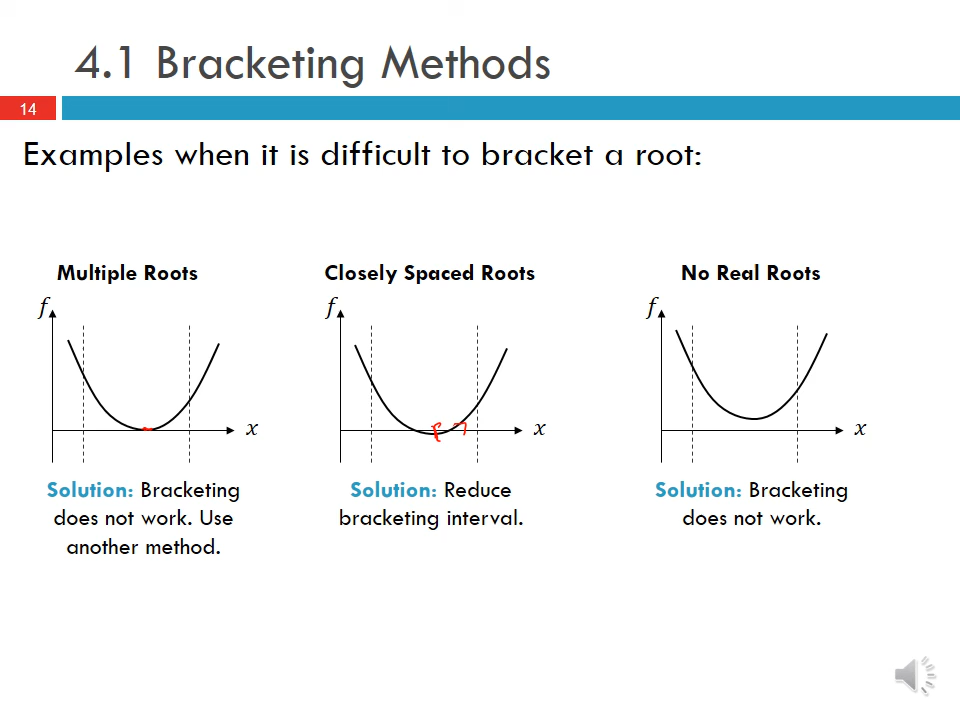 4.1 Bracketing Methods
14
Examples when it is difficult to bracket a root:
Multiple Roots
f
x
Solution: Bracketing
does not work. Use
another method.
Closely Spaced Roots
f
x
Solution: Reduce
bracketing interval.
No Real Roots
f
x
Solution: Bracketing
does not work.